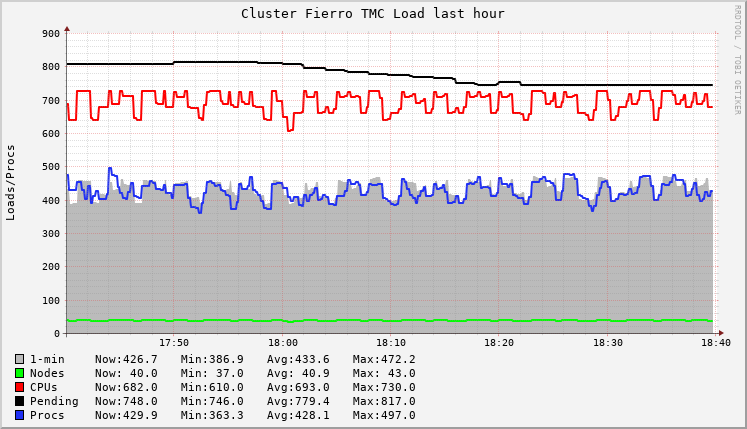 Cluster Fierro TMC Load last hour
RRDTOOL / TOBI OETIKER
Loads/Procs
900
800
700
600
500
400
300
200
100
0
17:50 18:00 18:10 18:20 18:30 18:40
1-min Now:426.7 Min:386.9 Avg:433.6 Max:472.2
Nodes Now: 40.0 Min: 37.0 Avg: 40.9 Max: 43.0
CPUs Now:682.0 Min:610.0 Avg:693.0 Max:730.0
Pending Now:748.0 Min:746.0 Avg:779.4 Max:817.0
Procs Now:429.9 Min:363.3 Avg:428.1 Max:497.0